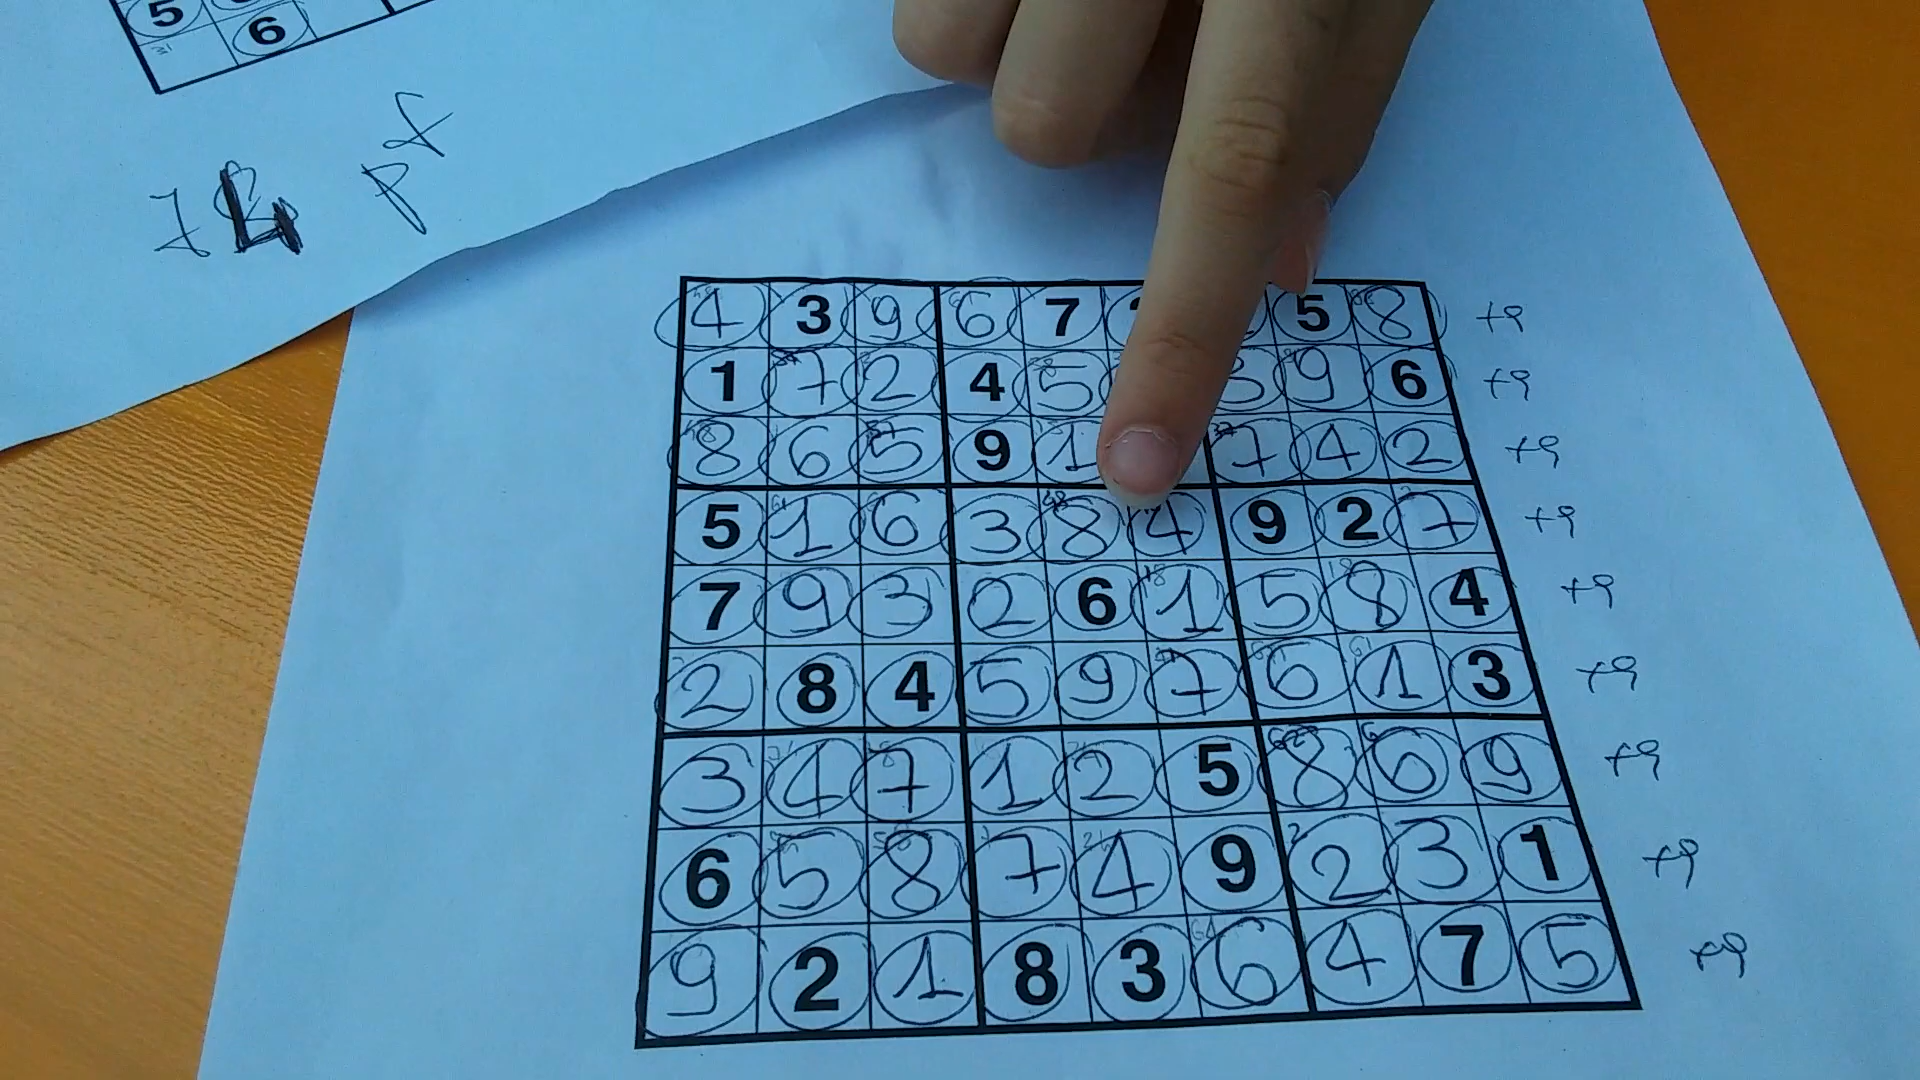 5
6
4 3 9 6 7 5 8 +9
1 7 2 4 5 3 9 6 +9
8 6 5 9 1 7 4 2 +9
5 1 6 3 8 4 9 2 7 +9
7 9 3 2 6 1 5 8 4 +9
2 8 4 5 9 7 6 1 3 +9
3 4 7 1 2 5 8 6 9 +9
6 5 8 7 4 9 2 3 1 +9
9 2 1 8 3 6 4 7 5 +9